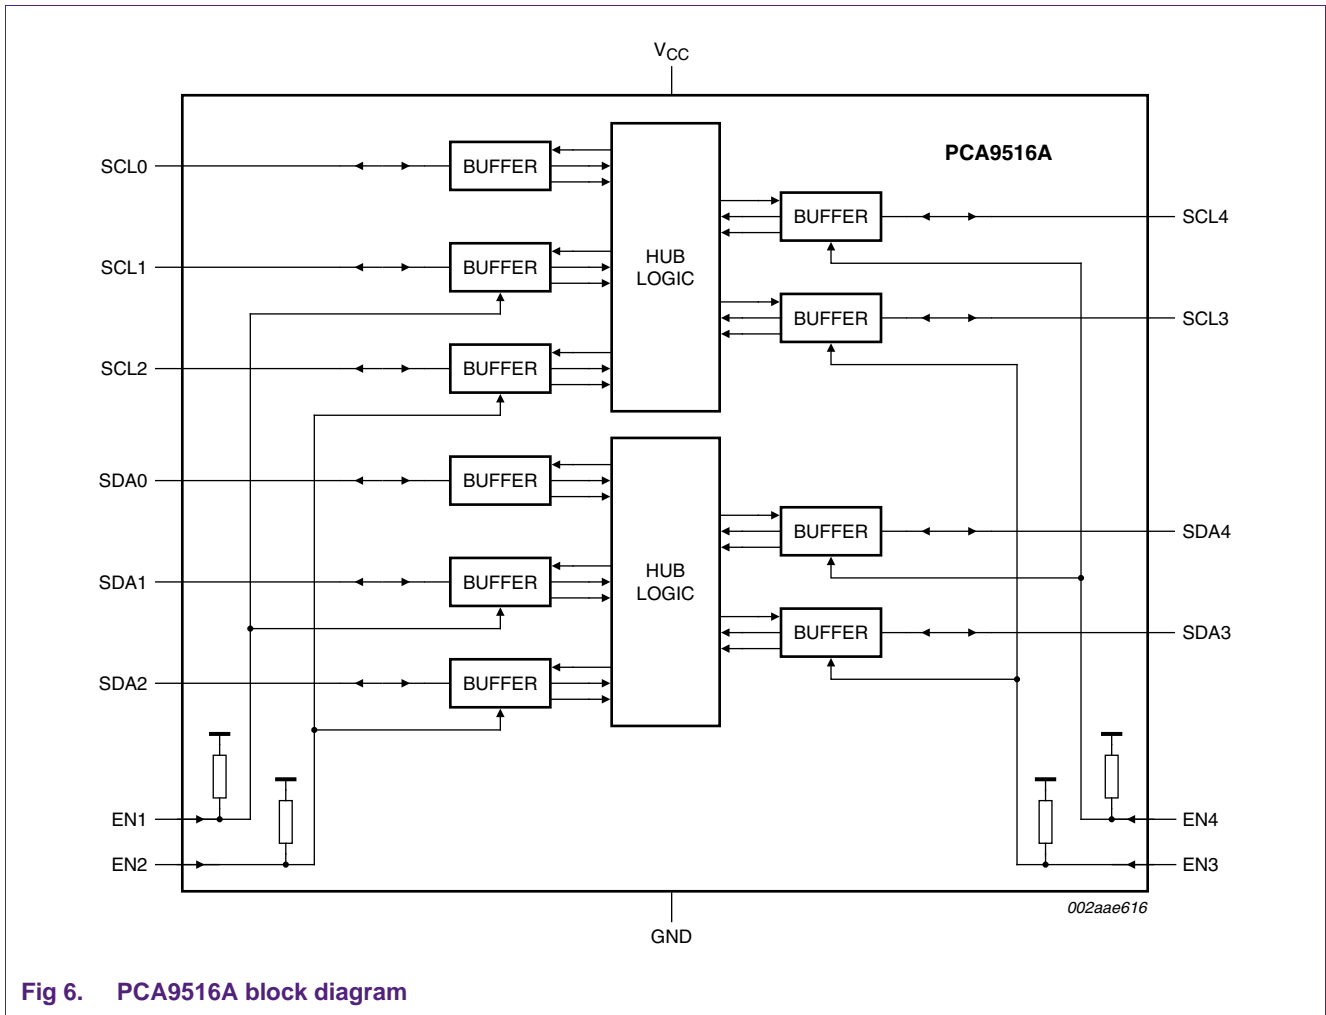 VCC
PCA9516A
SCL0
BUFFER
SCL1
BUFFER
SCL2
BUFFER
HUB
LOGIC
BUFFER
SCL4
BUFFER
SCL3
SDA0
BUFFER
SDA1
BUFFER
SDA2
BUFFER
HUB
LOGIC
BUFFER
SDA4
BUFFER
SDA3
EN1
EN2
EN4
EN3
002aae616
GND
Fig 6. PCA9516A block diagram